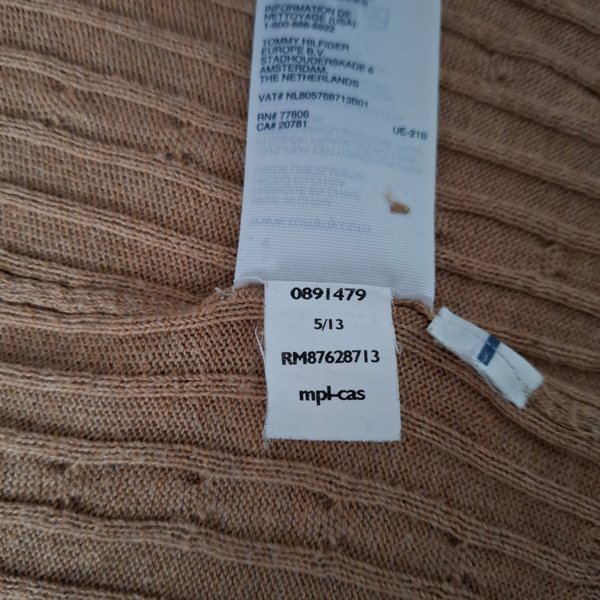 INFORMATION DE
NETTOYAGE (USA)
1-800-866-6922
TOMMY HILFIGER
EUROPE B.V.
STADHOUDERSKADE 6
AMSTERDAM,
THE NETHERLANDS
VAT# NL805768713B01
RN# 77806
CA# 20781
UE-21B
0891479
5/13
RM87628713
mpl-cas